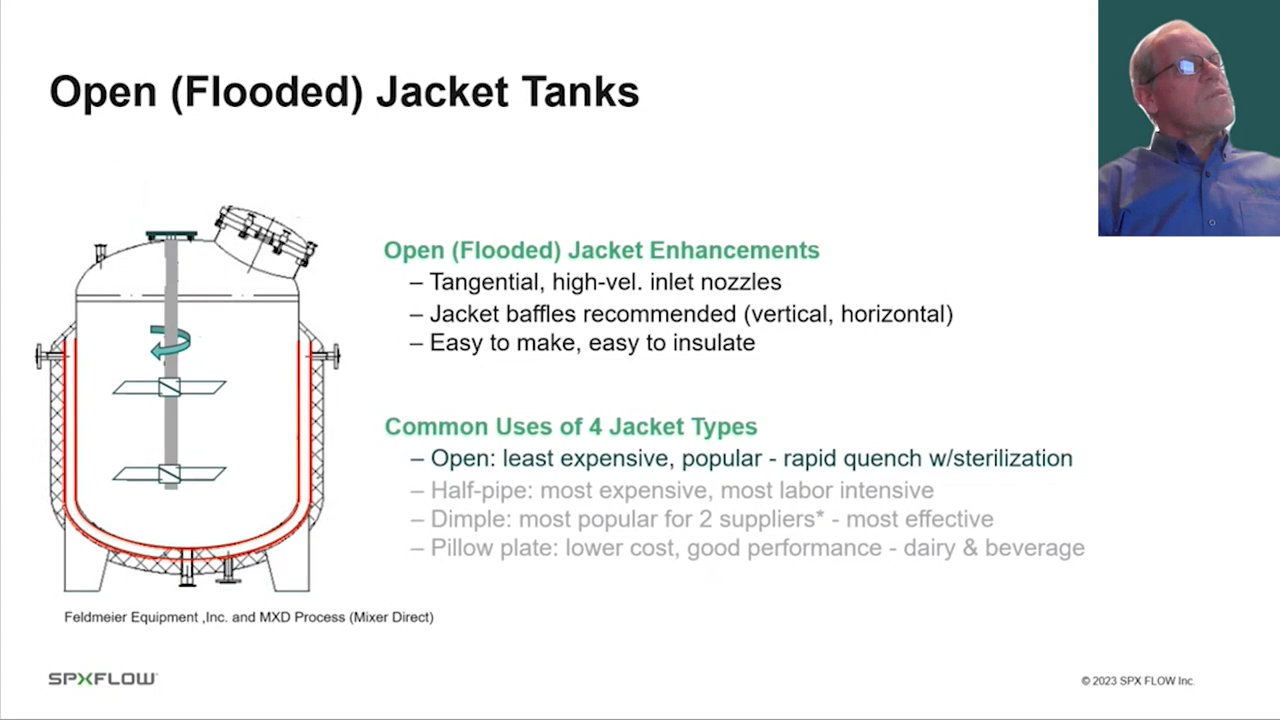 Open (Flooded) Jacket Tanks
Open (Flooded) Jacket Enhancements
– Tangential, high-vel. inlet nozzles
– Jacket baffles recommended (vertical, horizontal)
– Easy to make, easy to insulate
Common Uses of 4 Jacket Types
– Open: least expensive, popular - rapid quench w/sterilization
– Half-pipe: most expensive, most labor intensive
– Dimple: most popular for 2 suppliers* - most effective
– Pillow plate: lower cost, good performance - dairy & beverage
Feldmeier Equipment ,Inc. and MXD Process (Mixer Direct)
SPXFLOW
© 2023 SPX FLOW Inc.